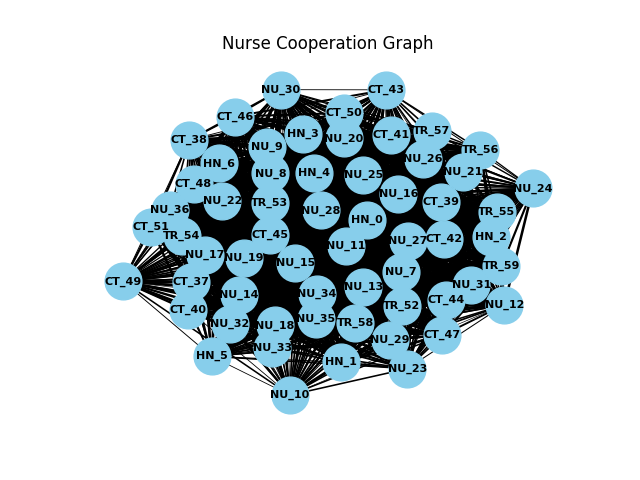 Nurse Cooperation Graph
NU_30
CT_43
CT_46
CT_50
CT_38
HN_3
NU_20
CT_41
TR_57
NU_9
TR_56
HN_6
NU_26
NU_8
HN_4
NU_25
NU_21
CT_48
NU_24
NU_16
NU_22
TR_53
CT_39
NU_36
NU_28
TR_55
HN_0
CT_51
TR_54
CT_45
NU_27
CT_42
HN_2
NU_11
NU_17
NU_19
NU_15
TR_59
NU_7
CT_49
CT_37
NU_13
NU_31
NU_14
NU_34
CT_44
NU_12
TR_52
CT_40
NU_35
NU_32
NU_18
TR_58
CT_47
NU_29
NU_33
HN_5
HN_1
NU_23
NU_10